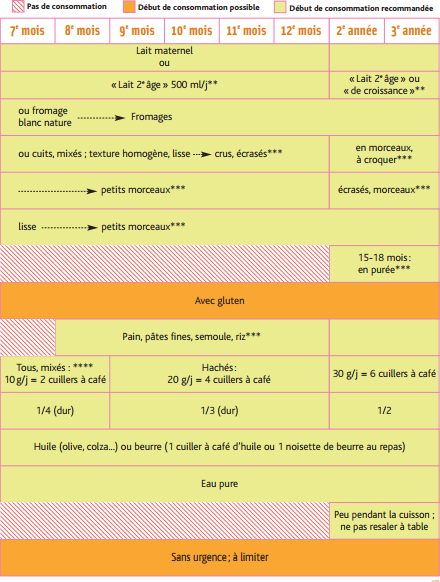 Pas de consommation
Début de consommation possible
Début de consommation recommandée
7e mois 8e mois 9e mois 10e mois 11e mois 12e mois 2e année 3e année
Lait maternel
ou
« Lait 2e âge » 500 ml/j**
« Lait 2e âge » ou
« de croissance »**
ou fromage
blanc nature
Fromages
ou cuits, mixés ; texture homogène, lisse
crus, écrasés***
en morceaux,
à croquer***
petits morceaux***
écrasés, morceaux***
lisse
petits morceaux***
15-18 mois :
en purée***
Avec gluten
Pain, pâtes fines, semoule, riz***
Tous, mixés : ****
10 g/j = 2 cuillers à café
Hachés :
20 g/j = 4 cuillers à café
30 g/j = 6 cuillers à café
1/4 (dur)
1/3 (dur)
1/2
Huile (olive, colza...) ou beurre (1 cuiller à café d'huile ou 1 noisette de beurre au repas)
Eau pure
Peu pendant la cuisson ;
ne pas resaler à table
Sans urgence ; à limiter